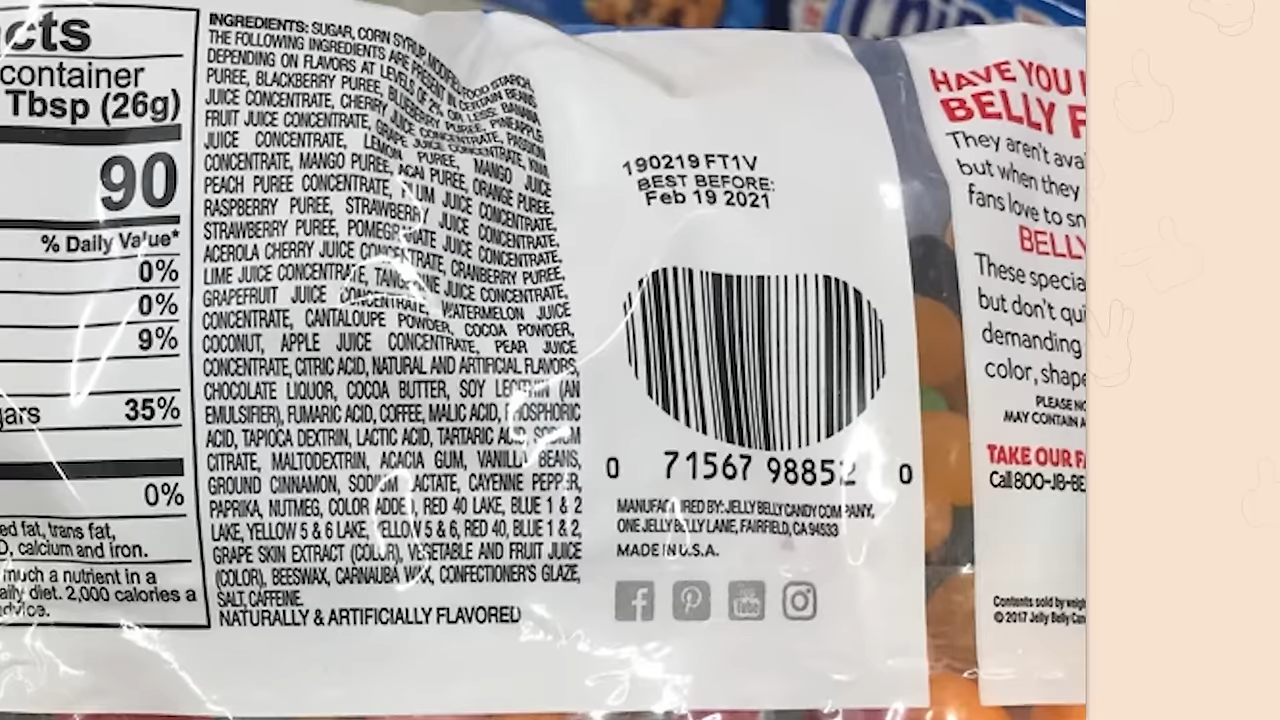 cts
container
Tbsp (26g)
90
% Daily Value*
0%
0%
9%
gars 35%
0%
ed fat, trans fat,
D, calcium and iron.
much a nutrient in a
aily diet. 2,000 calories a
advice.
INGREDIENTS: SUGAR, CORN SYRUP, MODIFIED FOOD STARCH.
THE FOLLOWING INGREDIENTS ARE PRESENT IN CERTAIN BEANS
DEPENDING ON FLAVORS AT LEVELS OF 2% OR LESS: BANANA
PUREE, BLACKBERRY PUREE, BLUEBERRY PUREE, PINEAPPLE
JUICE CONCENTRATE, CHERRY JUICE CONCENTRATE, PASSION
FRUIT JUICE CONCENTRATE, GRAPE JUICE CONCENTRATE, KIWI
JUICE CONCENTRATE, LEMON PUREE, MANGO JUICE
CONCENTRATE, MANGO PUREE, ACAI PUREE, ORANGE PUREE,
PEACH PUREE CONCENTRATE, PLUM JUICE CONCENTRATE,
RASPBERRY PUREE, STRAWBERRY JUICE CONCENTRATE,
STRAWBERRY PUREE, POMEGRANATE JUICE CONCENTRATE,
ACEROLA CHERRY JUICE CONCENTRATE, CRANBERRY PUREE,
LIME JUICE CONCENTRATE, TANGERINE JUICE CONCENTRATE,
GRAPEFRUIT JUICE CONCENTRATE, WATERMELON JUICE
CONCENTRATE, CANTALOUPE POWDER, COCOA POWDER,
COCONUT, APPLE JUICE CONCENTRATE, PEAR JUICE
CONCENTRATE, CITRIC ACID, NATURAL AND ARTIFICIAL FLAVORS,
CHOCOLATE LIQUOR, COCOA BUTTER, SOY LECITHIN (AN
EMULSIFIER), FUMARIC ACID, COFFEE, MALIC ACID, PHOSPHORIC
ACID, TAPIOCA DEXTRIN, LACTIC ACID, TARTARIC ACID, SODIUM
CITRATE, MALTODEXTRIN, ACACIA GUM, VANILLA BEANS,
GROUND CINNAMON, SODIUM LACTATE, CAYENNE PEPPER,
PAPRIKA, NUTMEG, COLOR ADDED, RED 40 LAKE, BLUE 1 & 2
LAKE, YELLOW 5 & 6 LAKE, YELLOW 5 & 6, RED 40, BLUE 1 & 2,
GRAPE SKIN EXTRACT (COLOR), VEGETABLE AND FRUIT JUICE
(COLOR), BEESWAX, CARNAUBA WAX, CONFECTIONER'S GLAZE,
SALT, CAFFEINE.
NATURALLY & ARTIFICIALLY FLAVORED
190219 FT1V
BEST BEFORE:
Feb 19 2021
0 71567 98852 0
MANUFACTURED BY: JELLY BELLY CANDY COMPANY,
ONE JELLY BELLY LANE, FAIRFIELD, CA 94533
MADE IN U.S.A.
You Tube
HAVE YOU
BELLY F
They aren't ava
but when they
fans love to sn
BELLY
These specia
but don't qui
demanding
color, shape
PLEASE NO
MAY CONTAIN A
TAKE OUR FA
Call 800-JB-BE
Contents sold by weigh
© 2017 Jelly Belly Can